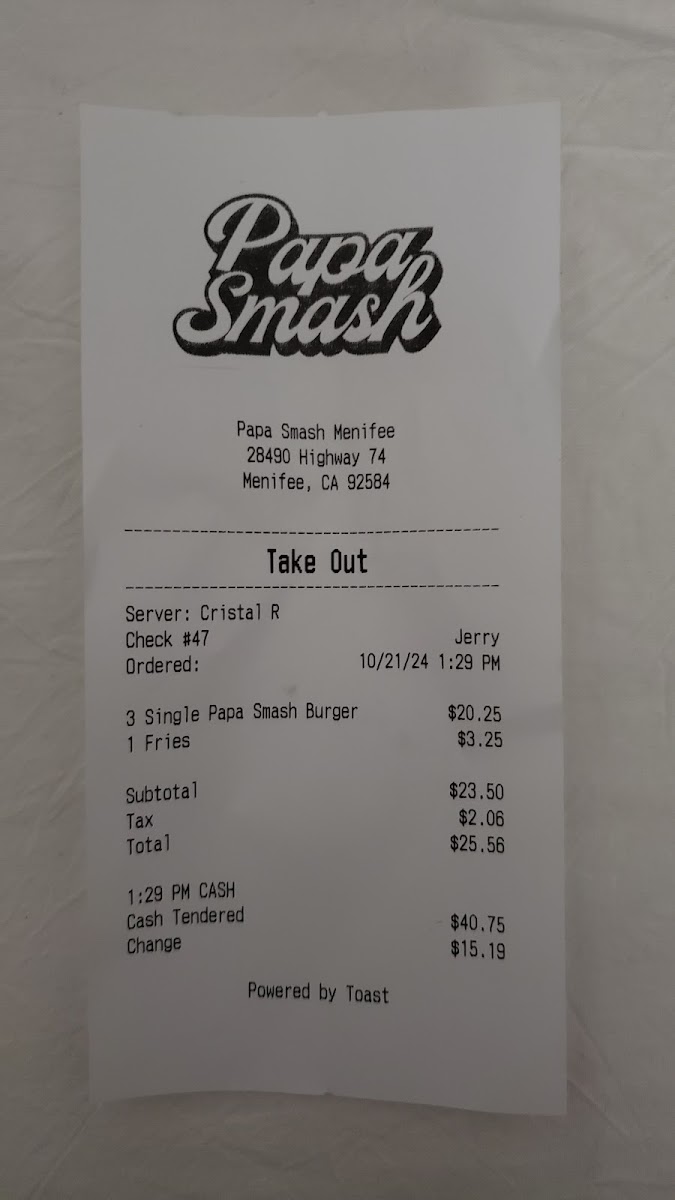 Papa
Smash
Papa Smash Menifee
28490 Highway 74
Menifee, CA 92584
Take Out
Server: Cristal R
Check #47 Jerry
Ordered: 10/21/24 1:29 PM
3 Single Papa Smash Burger $20.25
1 Fries $3.25
Subtotal $23.50
Tax $2.06
Total $25.56
1:29 PM CASH
Cash Tendered $40.75
Change $15.19
Powered by Toast